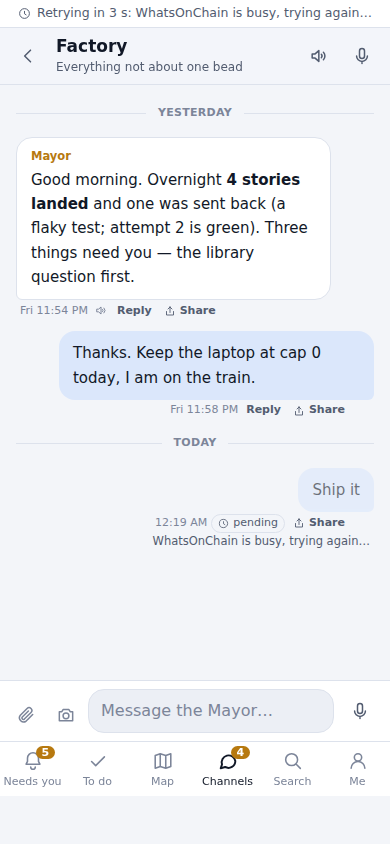 Retrying in 3 s: WhatsOnChain is busy, trying again…
Factory
Everything not about one bead
YESTERDAY
Mayor
Good morning. Overnight 4 stories
landed and one was sent back (a
flaky test; attempt 2 is green). Three
things need you — the library
question first.
Fri 11:54 PM Reply Share
Thanks. Keep the laptop at cap 0
today, I am on the train.
Fri 11:58 PM Reply Share
TODAY
Ship it
12:19 AM pending Share
WhatsOnChain is busy, trying again…
Message the Mayor…
5 4
Needs you To do Map Channels Search Me